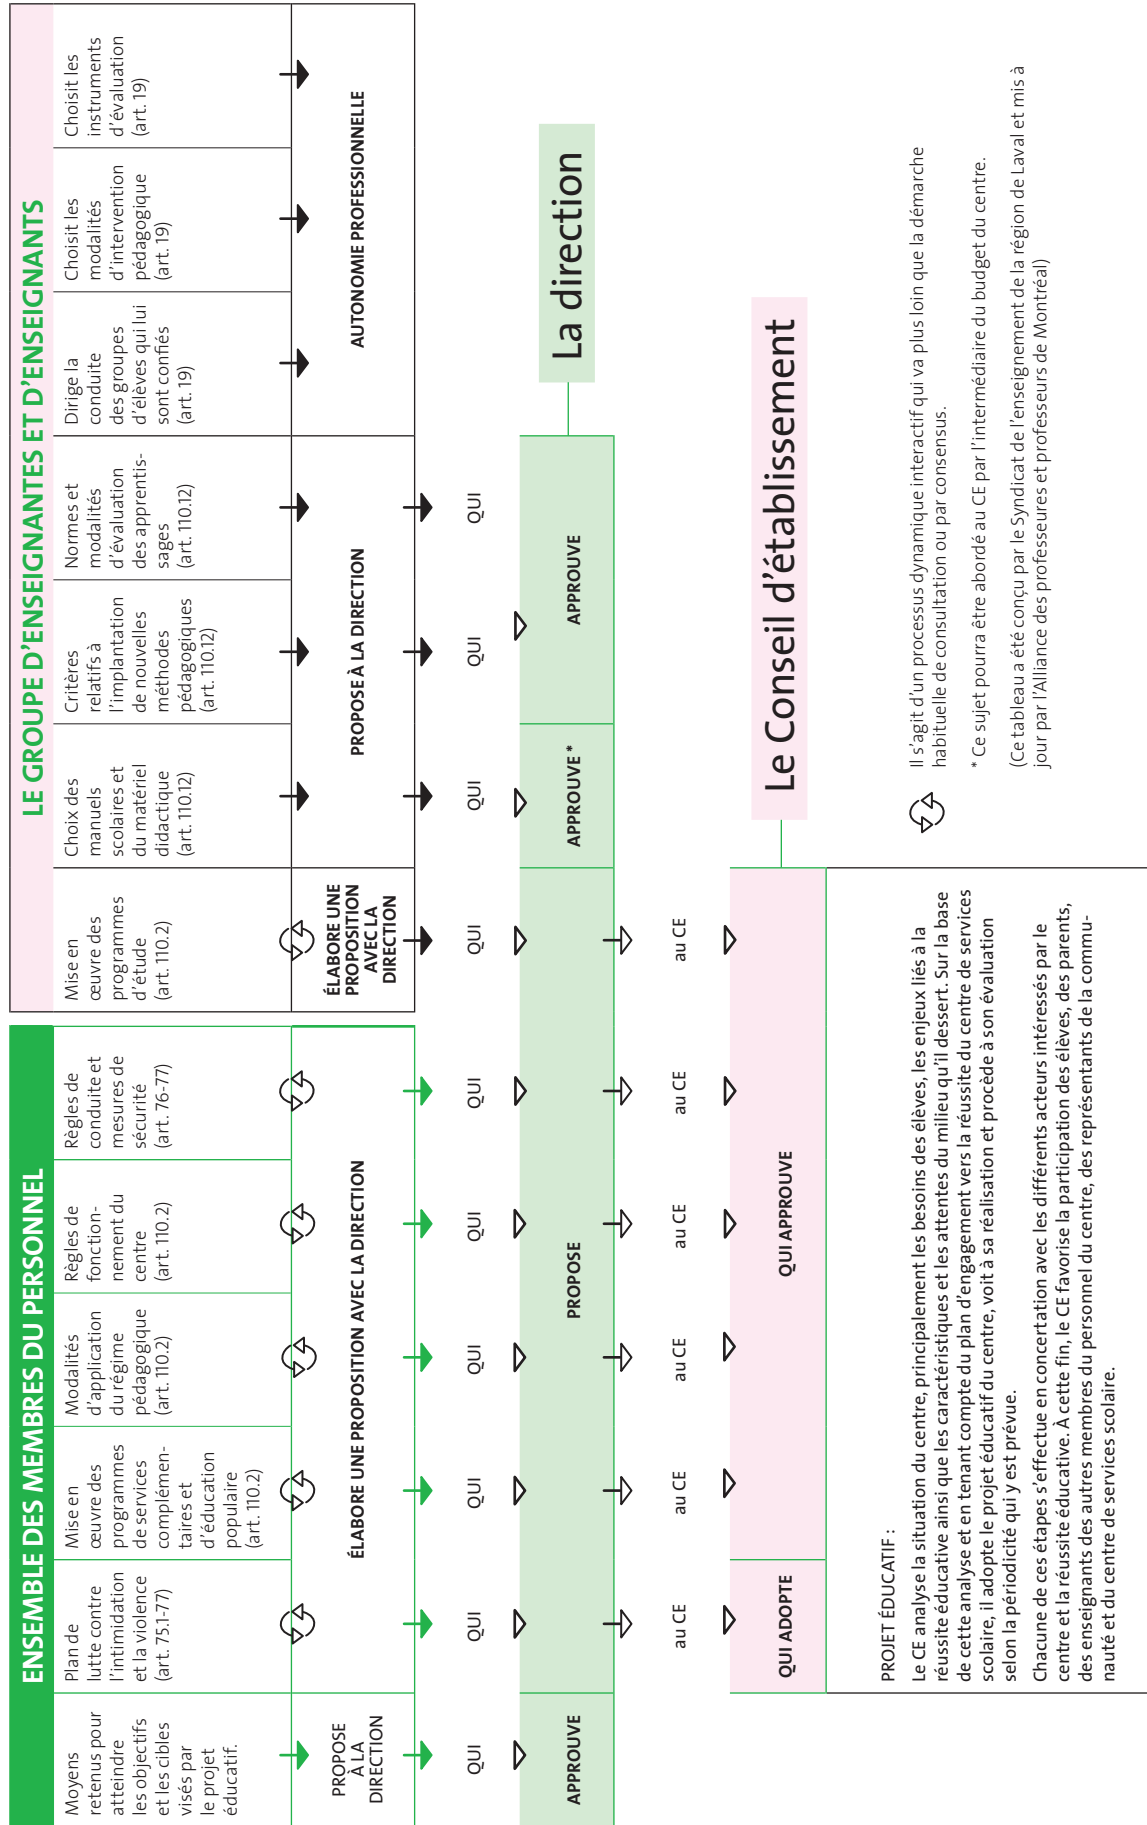 ENSEMBLE DES MEMBRES DU PERSONNEL
Moyens
retenus pour
atteindre
les objectifs
et les cibles
visés par
le projet
éducatif.
Plan de
lutte contre
l'intimidation
et la violence
(art. 75.1-77)
Mise en
œuvre des
programmes
de services
complémen-
taires et
d'éducation
populaire
(art. 110.2)
Modalités
d'application
du régime
pédagogique
(art. 110.2)
Règles de
fonction-
nement du
centre
(art. 110.2)
Règles de
conduite et
mesures de
sécurité
(art. 76-77)
LE GROUPE D'ENSEIGNANTES ET D'ENSEIGNANTS
Mise en
œuvre des
programmes
d'étude
(art. 110.2)
Choix des
manuels
scolaires et
du matériel
didactique
(art. 110.12)
Critères
relatifs à
l'implantation
de nouvelles
méthodes
pédagogiques
(art. 110.12)
Normes et
modalités
d'évaluation
des apprentis-
sages
(art. 110.12)
Dirige la
conduite
des groupes
d'élèves qui lui
sont confiés
(art. 19)
Choisit les
modalités
d'intervention
pédagogique
(art. 19)
Choisit les
instruments
d'évaluation
(art. 19)
PROPOSE
À LA
DIRECTION
ÉLABORE UNE PROPOSITION AVEC LA DIRECTION
ÉLABORE UNE
PROPOSITION
AVEC LA
DIRECTION
PROPOSE À LA DIRECTION
AUTONOMIE PROFESSIONNELLE
QUI
QUI
QUI
QUI
QUI
QUI
QUI
QUI
QUI
QUI
APPROUVE
PROPOSE
APPROUVE *
APPROUVE
La direction
au CE
au CE
au CE
au CE
au CE
au CE
QUI ADOPTE
QUI APPROUVE
Le Conseil d'établissement
PROJET ÉDUCATIF :
Le CE analyse la situation du centre, principalement les besoins des élèves, les enjeux liés à la
réussite éducative ainsi que les caractéristiques et les attentes du milieu qu'il dessert. Sur la base
de cette analyse et en tenant compte du plan d'engagement vers la réussite du centre de services
scolaire, il adopte le projet éducatif du centre, voit à sa réalisation et procède à son évaluation
selon la périodicité qui y est prévue.
Chacune de ces étapes s'effectue en concertation avec les différents acteurs intéressés par le
centre et la réussite éducative. À cette fin, le CE favorise la participation des élèves, des parents,
des enseignants des autres membres du personnel du centre, des représentants de la commu-
nauté et du centre de services scolaire.
Il s'agit d'un processus dynamique interactif qui va plus loin que la démarche
habituelle de consultation ou par consensus.
* Ce sujet pourra être abordé au CE par l'intermédiaire du budget du centre.
(Ce tableau a été conçu par le Syndicat de l'enseignement de la région de Laval et mis à
jour par l'Alliance des professeures et professeurs de Montréal)